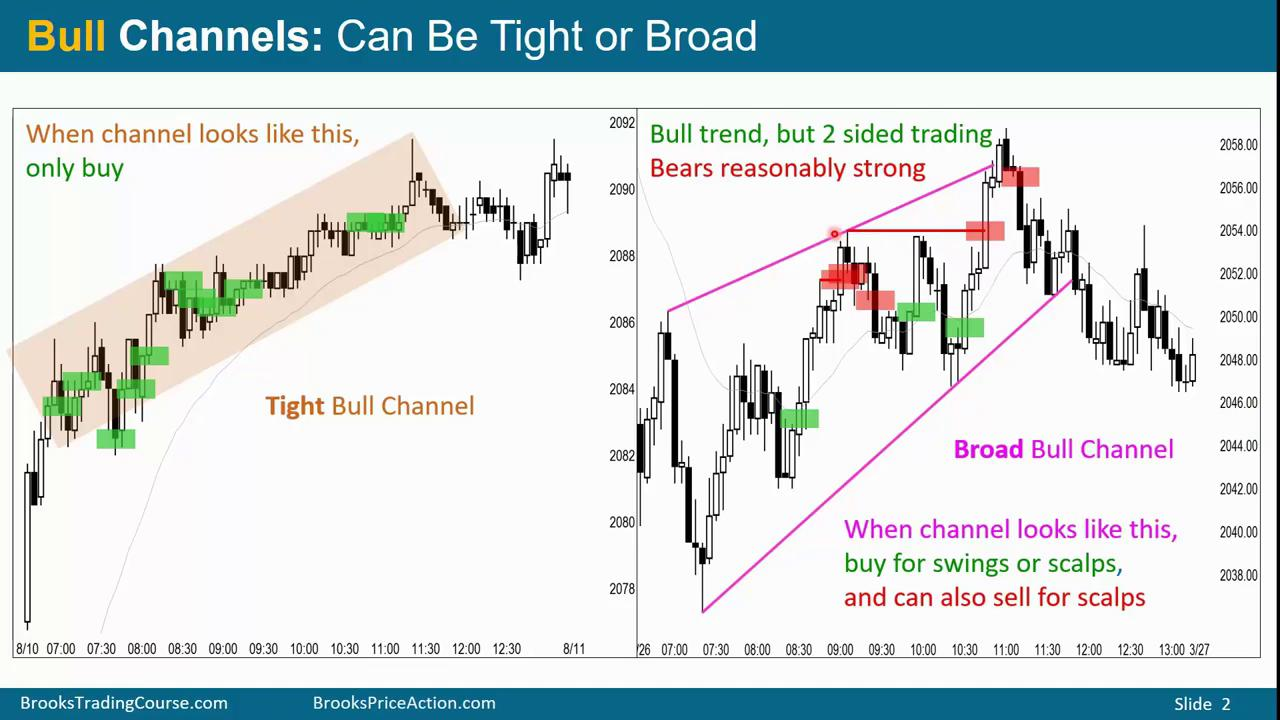 Bull Channels: Can Be Tight or Broad
When channel looks like this,
only buy
Tight Bull Channel
2092
2090
2088
2086
2084
2082
2080
2078
8/10 07:00 07:30 08:00 08:30 09:00 09:30 10:00 10:30 11:00 11:30 12:00 12:30 8/11
Bull trend, but 2 sided trading
Bears reasonably strong
Broad Bull Channel
When channel looks like this,
buy for swings or scalps,
and can also sell for scalps
2058.00
2056.00
2054.00
2052.00
2050.00
2048.00
2046.00
2044.00
2042.00
2040.00
2038.00
/26 07:00 07:30 08:00 08:30 09:00 09:30 10:00 10:30 11:00 11:30 12:00 12:30 13:00 3/27
BrooksTradingCourse.com BrooksPriceAction.com Slide 2